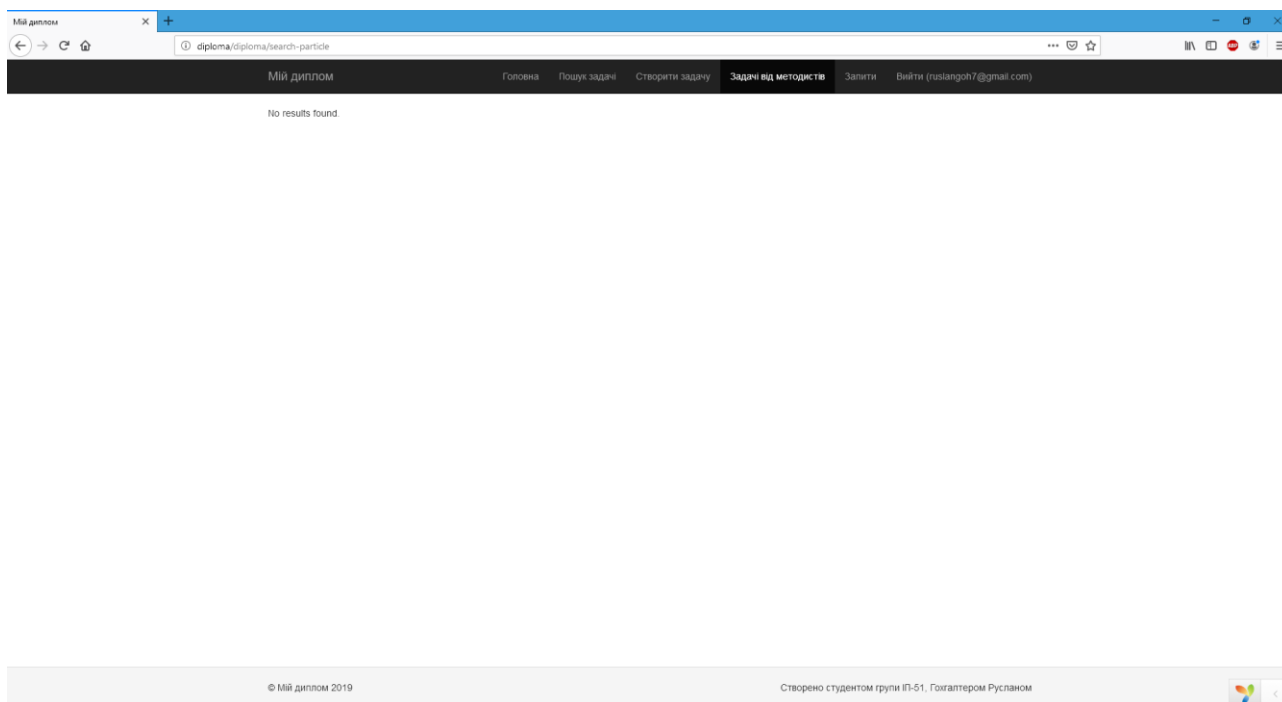 Мій диплом
diploma/diploma/search-particle
Мій диплом Головна Пошук задачі Створити задачу Задачі від методистів Запити Вийти (ruslangoh7@gmail.com)
No results found.
© Мій диплом 2019 Створено студентом групи ІП-51, Гохгалтером Русланом